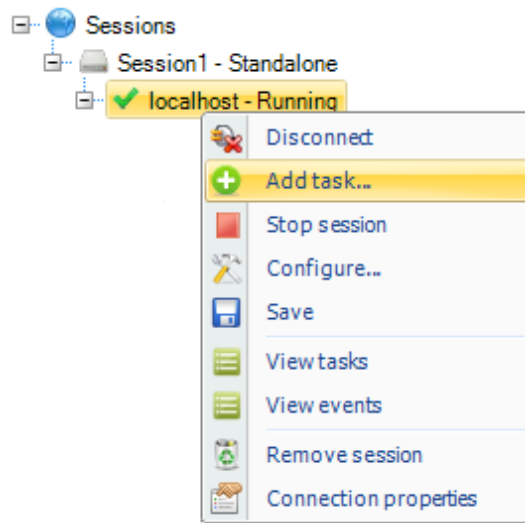 Sessions
Session1 - Standalone
localhost - Running
Disconnect
Add task...
Stop session
Configure...
Save
View tasks
View events
Remove session
Connection properties